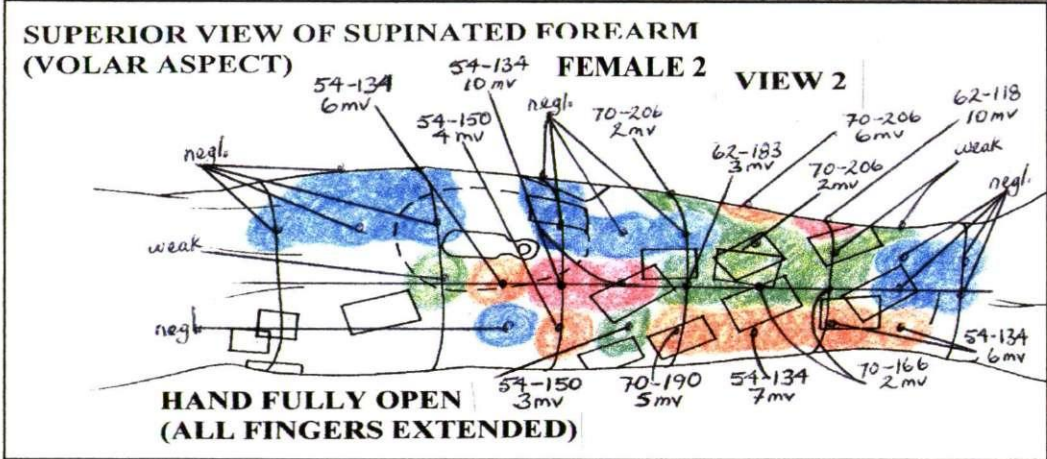 SUPERIOR VIEW OF SUPINATED FOREARM
(VOLAR ASPECT)
FEMALE 2
VIEW 2
54-134
6mv
54-134
10mv
54-150
4mv
negl.
70-206
2mv
62-183
3mv
70-206
6mv
70-206
2mv
62-118
10mv
weak
negl.
negl.
weak
negl.
54-150
3mv
70-190
5mv
54-134
7mv
70-166
2mv
54-134
6mv
HAND FULLY OPEN
(ALL FINGERS EXTENDED)